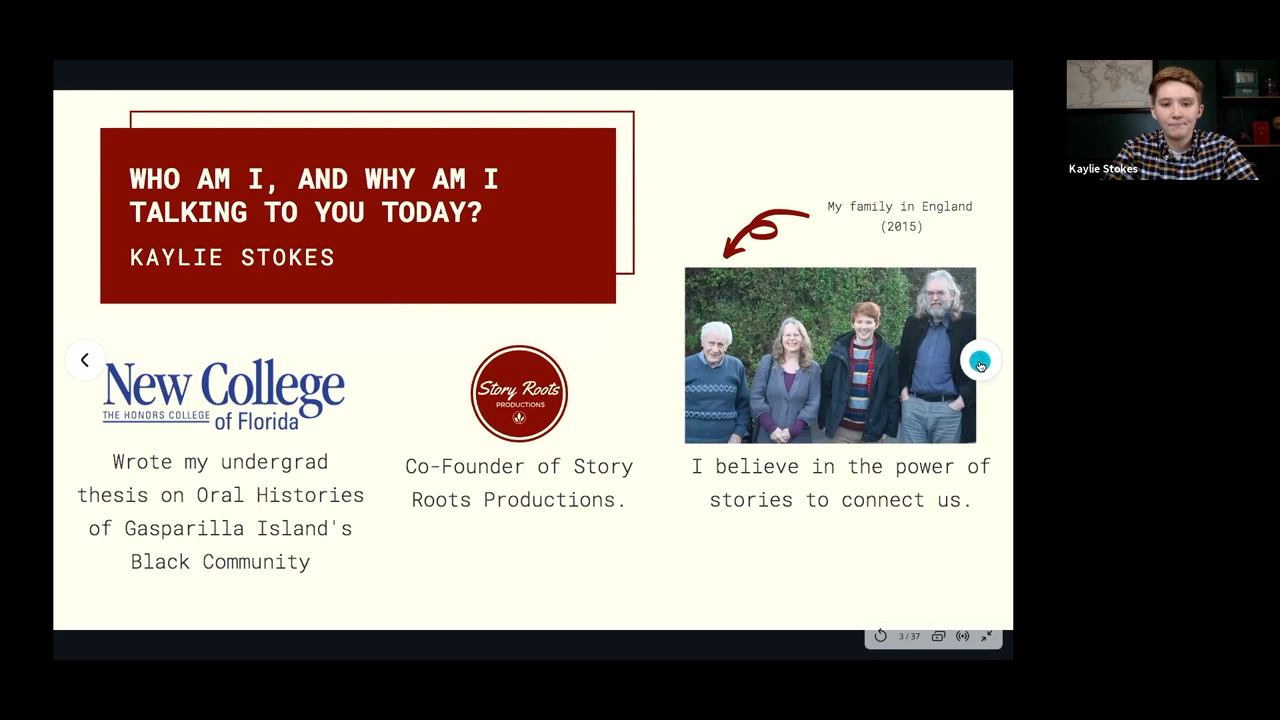 WHO AM I, AND WHY AM I
TALKING TO YOU TODAY?
KAYLIE STOKES
My family in England
(2015)
New College
THE HONORS COLLEGE
of Florida
Wrote my undergrad
thesis on Oral Histories
of Gasparilla Island's
Black Community
Story Roots
PRODUCTIONS
Co-Founder of Story
Roots Productions.
I believe in the power of
stories to connect us.
3/37
Kaylie Stokes